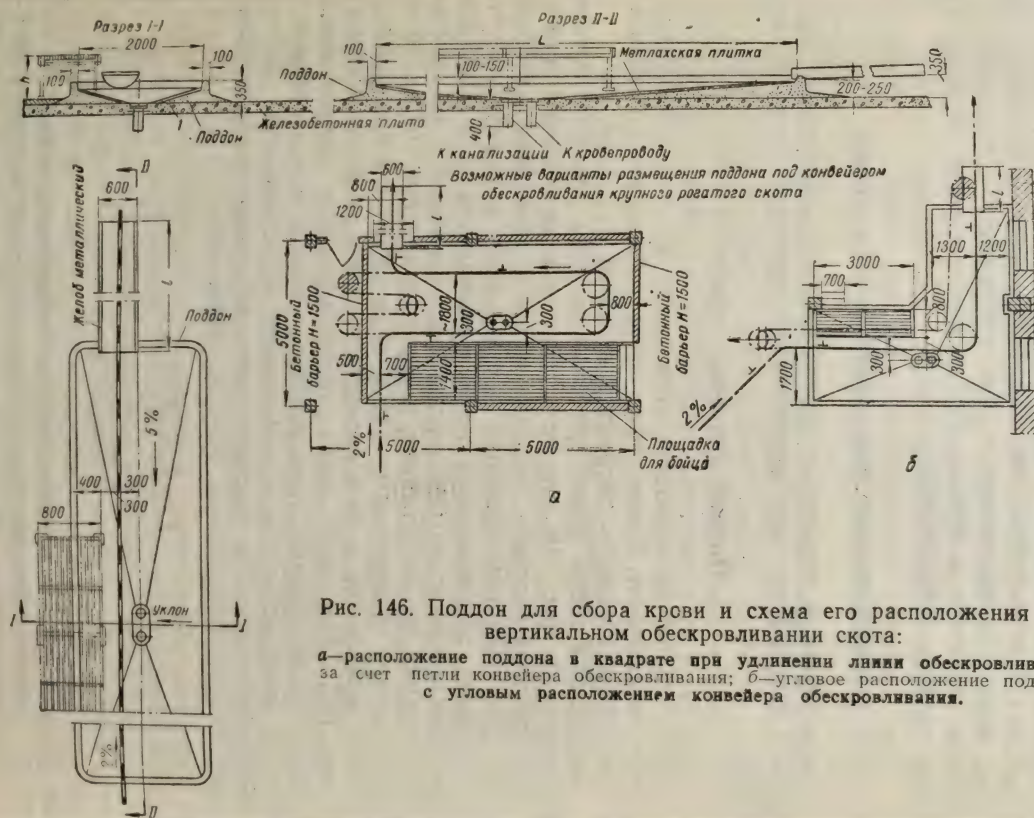 Разрез I-I
2000
100
100
h
350
1
Поддон
Разрез II-II
L
100
100-150
Метлахская плитка
350
200-250
Поддон
Железобетонная плита
400
К канализации К кровепроводу
Возможные варианты размещения поддона под конвейером
обескровливания крупного рогатого скота
II
600
Желоб металлический
l
Поддон
5%
400
300
300
800
Уклон
I
I
2%
II
600
800
1200
l
5000
Бетонный
барьер H=1500
~1800
300
300
800
Бетонный
барьер H=1500
500
700
1400
2%
5000
5000
Площадка
для бойца
а
l
1300
1200
3000
700
800
300
300
1700
2%
б
Рис. 146. Поддон для сбора крови и схема его расположения
вертикальном обескровливании скота:
а—расположение поддона в квадрате при удлинении линии обескровлив
за счет петли конвейера обескровливания; б—угловое расположение под
с угловым расположением конвейера обескровливания.